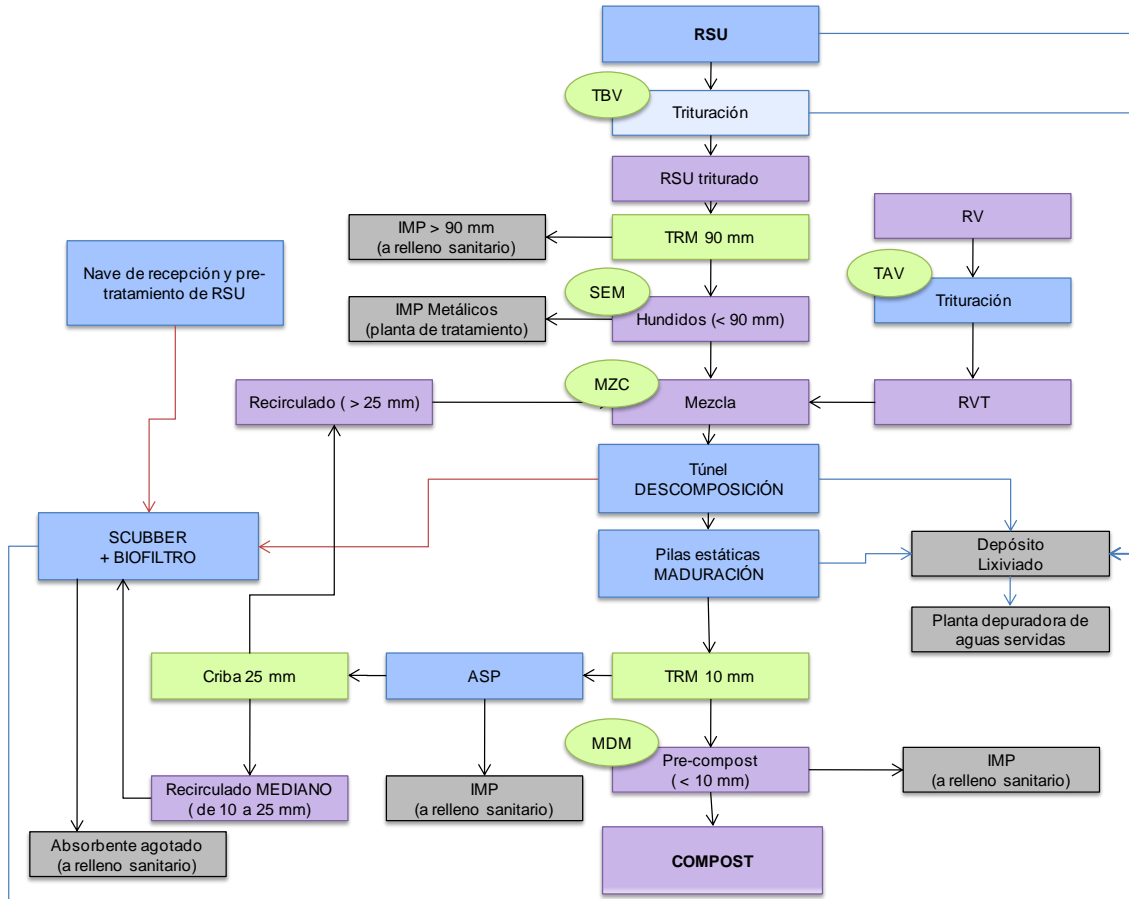 RSU
TBV
Trituración
RSU triturado
IMP > 90 mm
(a relleno sanitario)
TRM 90 mm
RV
Nave de recepción y pre-
tratamiento de RSU
SEM
TAV
IMP Metálicos
(planta de tratamiento)
Hundidos (< 90 mm)
Trituración
MZC
Recirculado ( > 25 mm)
Mezcla
RVT
Túnel
DESCOMPOSICIÓN
SCUBBER
+ BIOFILTRO
Pilas estáticas
MADURACIÓN
Depósito
Lixiviado
Planta depuradora de
aguas servidas
Criba 25 mm
ASP
TRM 10 mm
MDM
Recirculado MEDIANO
( de 10 a 25 mm)
IMP
(a relleno sanitario)
Pre-compost
( < 10 mm)
IMP
(a relleno sanitario)
Absorbente agotado
(a relleno sanitario)
COMPOST